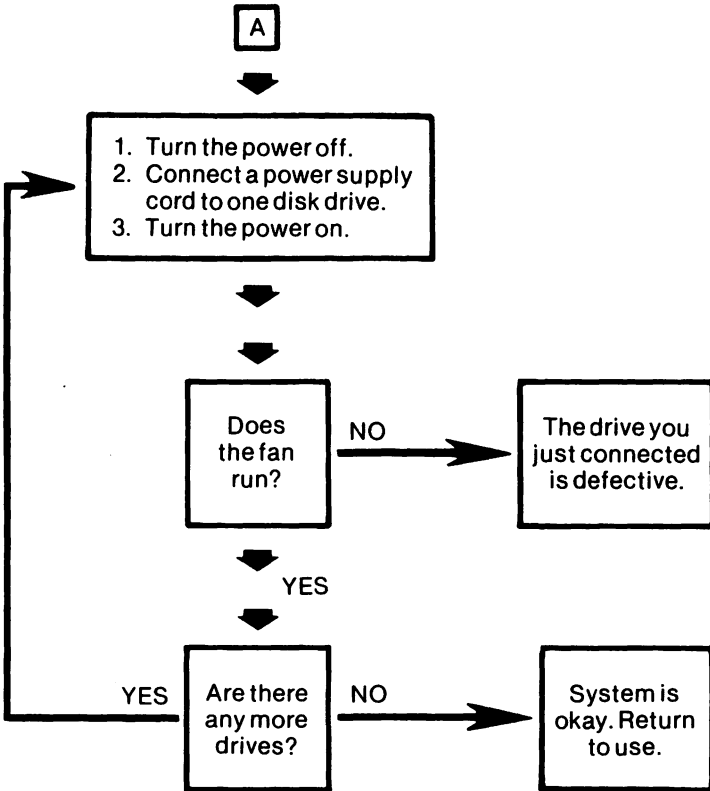 A
1. Turn the power off.
2. Connect a power supply
cord to one disk drive.
3. Turn the power on.
Does
the fan
run?
NO
The drive you
just connected
is defective.
YES
YES
Are there
any more
drives?
NO
System is
okay. Return
to use.